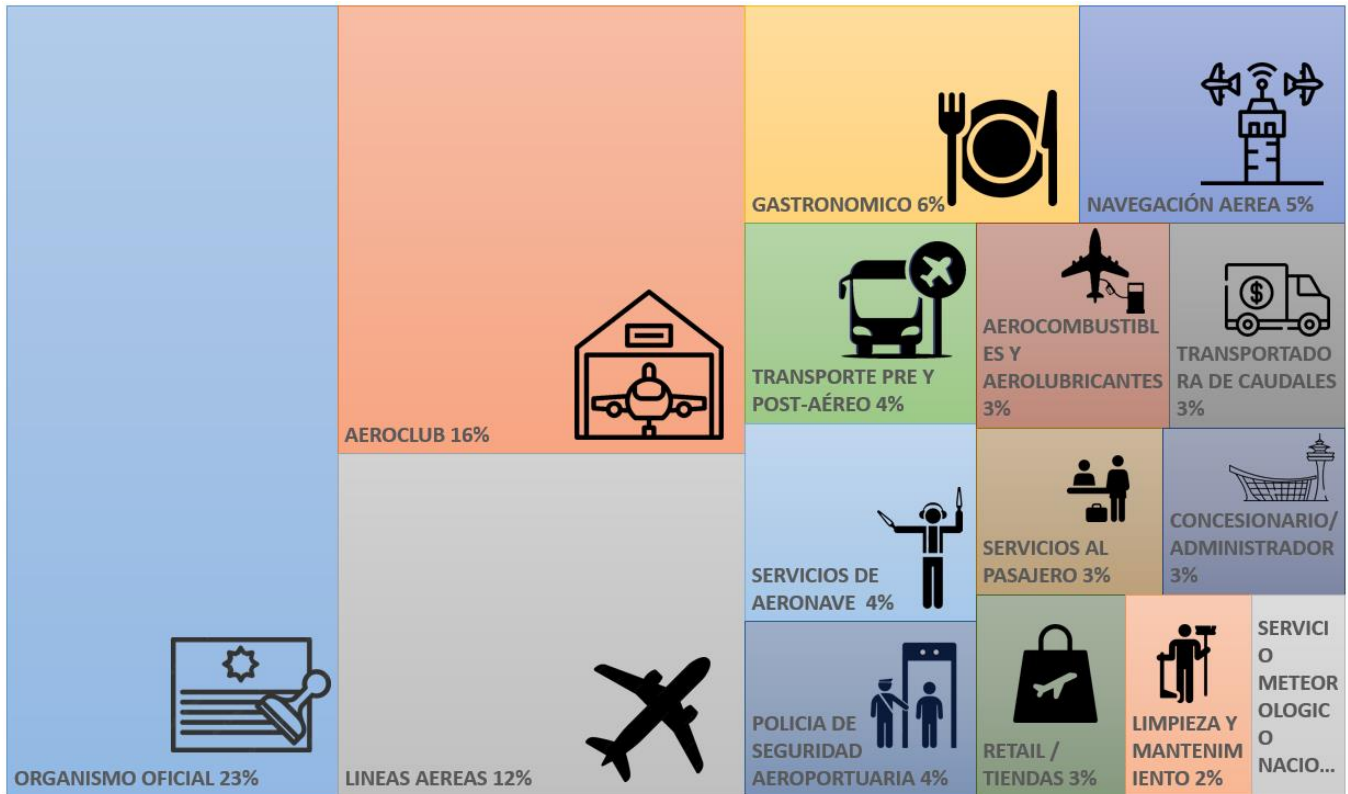 ORGANISMO OFICIAL 23%
AEROCLUB 16%
LINEAS AEREAS 12%
GASTRONOMICO 6%
NAVEGACIÓN AEREA 5%
TRANSPORTE PRE Y
POST-AÉREO 4%
AEROCOMBUSTIBL
ES Y
AEROLUBRICANTES
3%
TRANSPORTADO
RA DE CAUDALES
3%
SERVICIOS DE
AERONAVE 4%
SERVICIOS AL
PASAJERO 3%
CONCESIONARIO/
ADMINISTRADOR
3%
POLICIA DE
SEGURIDAD
AEROPORTUARIA 4%
RETAIL /
TIENDAS 3%
LIMPIEZA Y
MANTENIM
IENTO 2%
SERVICI
O
METEOR
OLOGIC
O
NACIO...